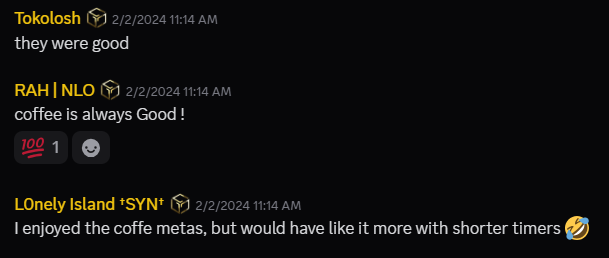 Tokolosh 2/2/2024 11:14 AM
they were good
RAH | NLO 2/2/2024 11:14 AM
coffee is always Good !
💯 1
L0nely Island †SYN† 2/2/2024 11:14 AM
I enjoyed the coffe metas, but would have like it more with shorter timers 🤣